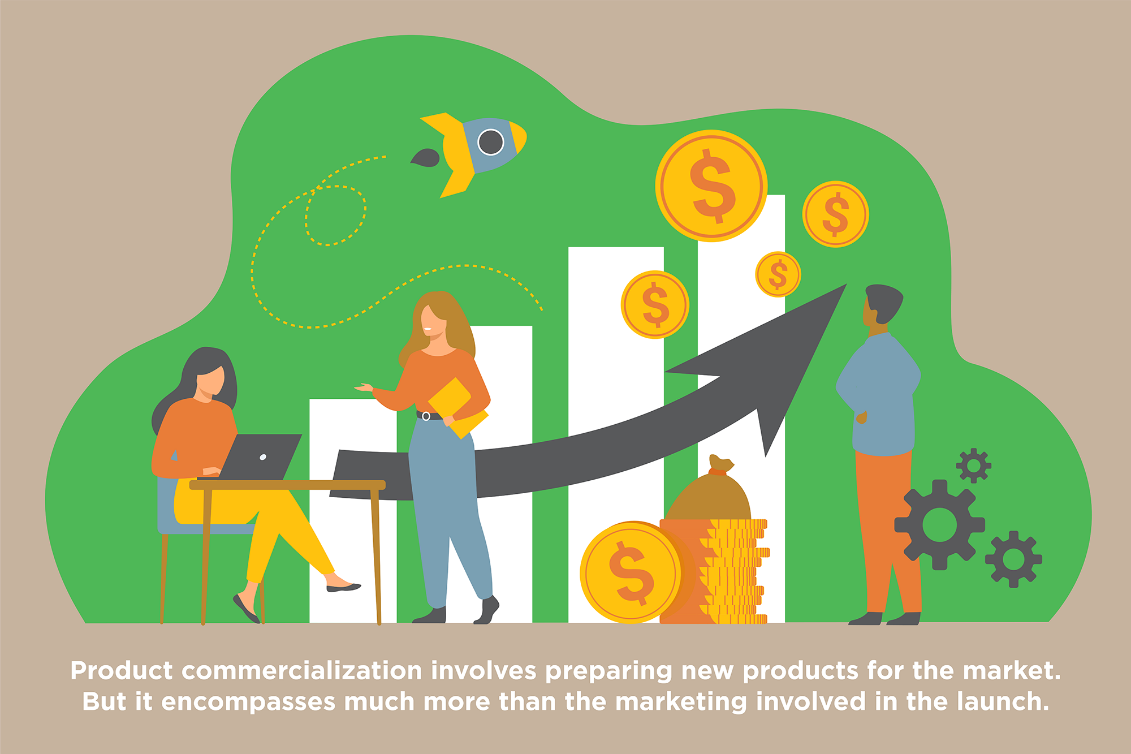 $
$
$
$
$
Product commercialization involves preparing new products for the market.
But it encompasses much more than the marketing involved in the launch.